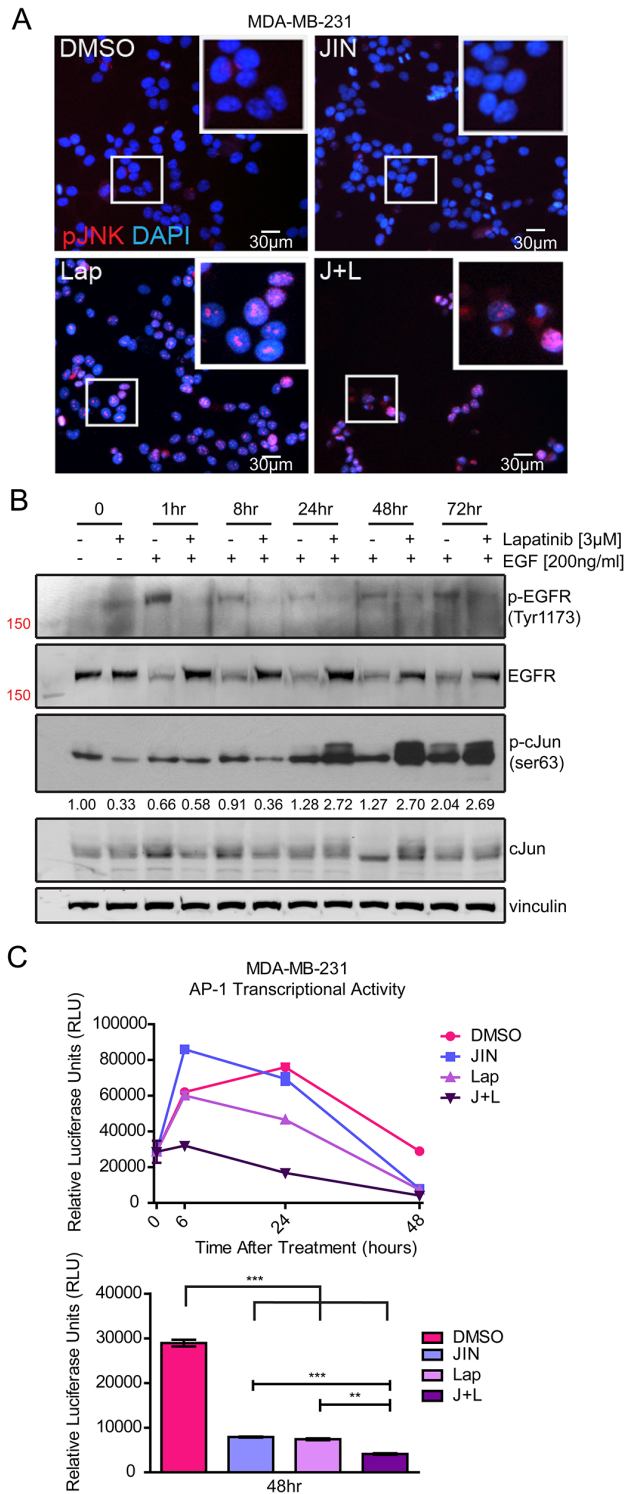 A
MDA-MB-231
DMSO
JIN
pJNK DAPI
30µm
30µm
Lap
J+L
30µm
30µm
B
0 1hr 8hr 24hr 48hr 72hr
- + - + - + - + - + - + Lapatinib [3µM]
- - + + + + + + + + + + EGF [200ng/ml]
150
p-EGFR
(Tyr1173)
150
EGFR
p-cJun
(ser63)
1.00 0.33 0.66 0.58 0.91 0.36 1.28 2.72 1.27 2.70 2.04 2.69
cJun
vinculin
C
MDA-MB-231
AP-1 Transcriptional Activity
Relative Luciferase Units (RLU)
100000
80000
60000
40000
20000
0
0 6 24 48
Time After Treatment (hours)
DMSO
JIN
Lap
J+L
Relative Luciferase Units (RLU)
40000
30000
20000
10000
0
***
***
**
48hr
DMSO
JIN
Lap
J+L